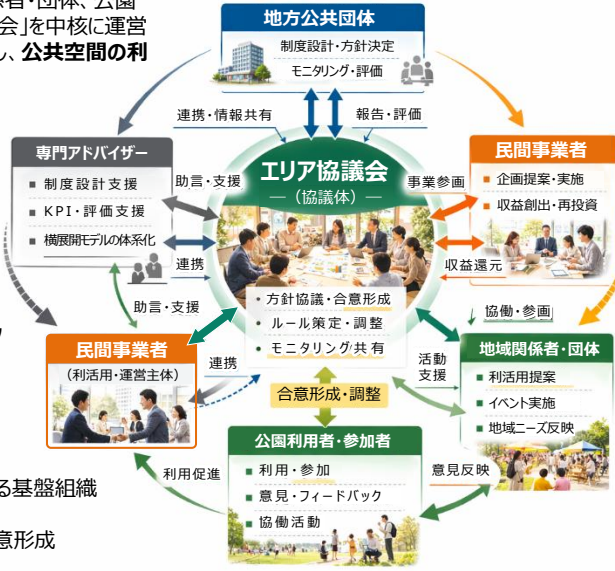 係者・団体、公園
会」を中核に運営
し、公共空間の利
地方公共団体
制度設計・方針決定
モニタリング・評価
連携・情報共有
報告・評価
専門アドバイザー
■ 制度設計支援
■ KPI・評価支援
■ 横展開モデルの体系化
助言・支援
連携
エリア協議会
―（協議体）―
• 方針協議・合意形成
• ルール策定・調整
• モニタリング共有
事業参画
収益還元
民間事業者
■ 企画提案・実施
■ 収益創出・再投資
助言・支援
協働・参画
民間事業者
（利活用・運営主体）
連携
活動
支援
地域関係者・団体
■ 利活用提案
■ イベント実施
■ 地域ニーズ反映
合意形成・調整
公園利用者・参加者
■ 利用・参加
■ 意見・フィードバック
■ 協働活動
利用促進
意見反映
る基盤組織
意形成